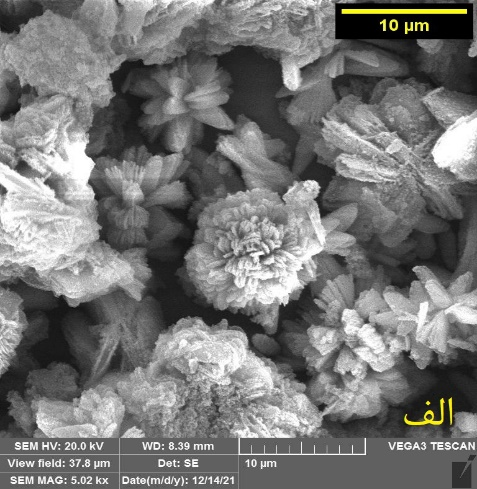 10 µm
الف
SEM HV: 20.0 kV WD: 8.39 mm VEGA3 TESCAN
View field: 37.8 µm Det: SE 10 µm
SEM MAG: 5.02 kx Date(m/d/y): 12/14/21